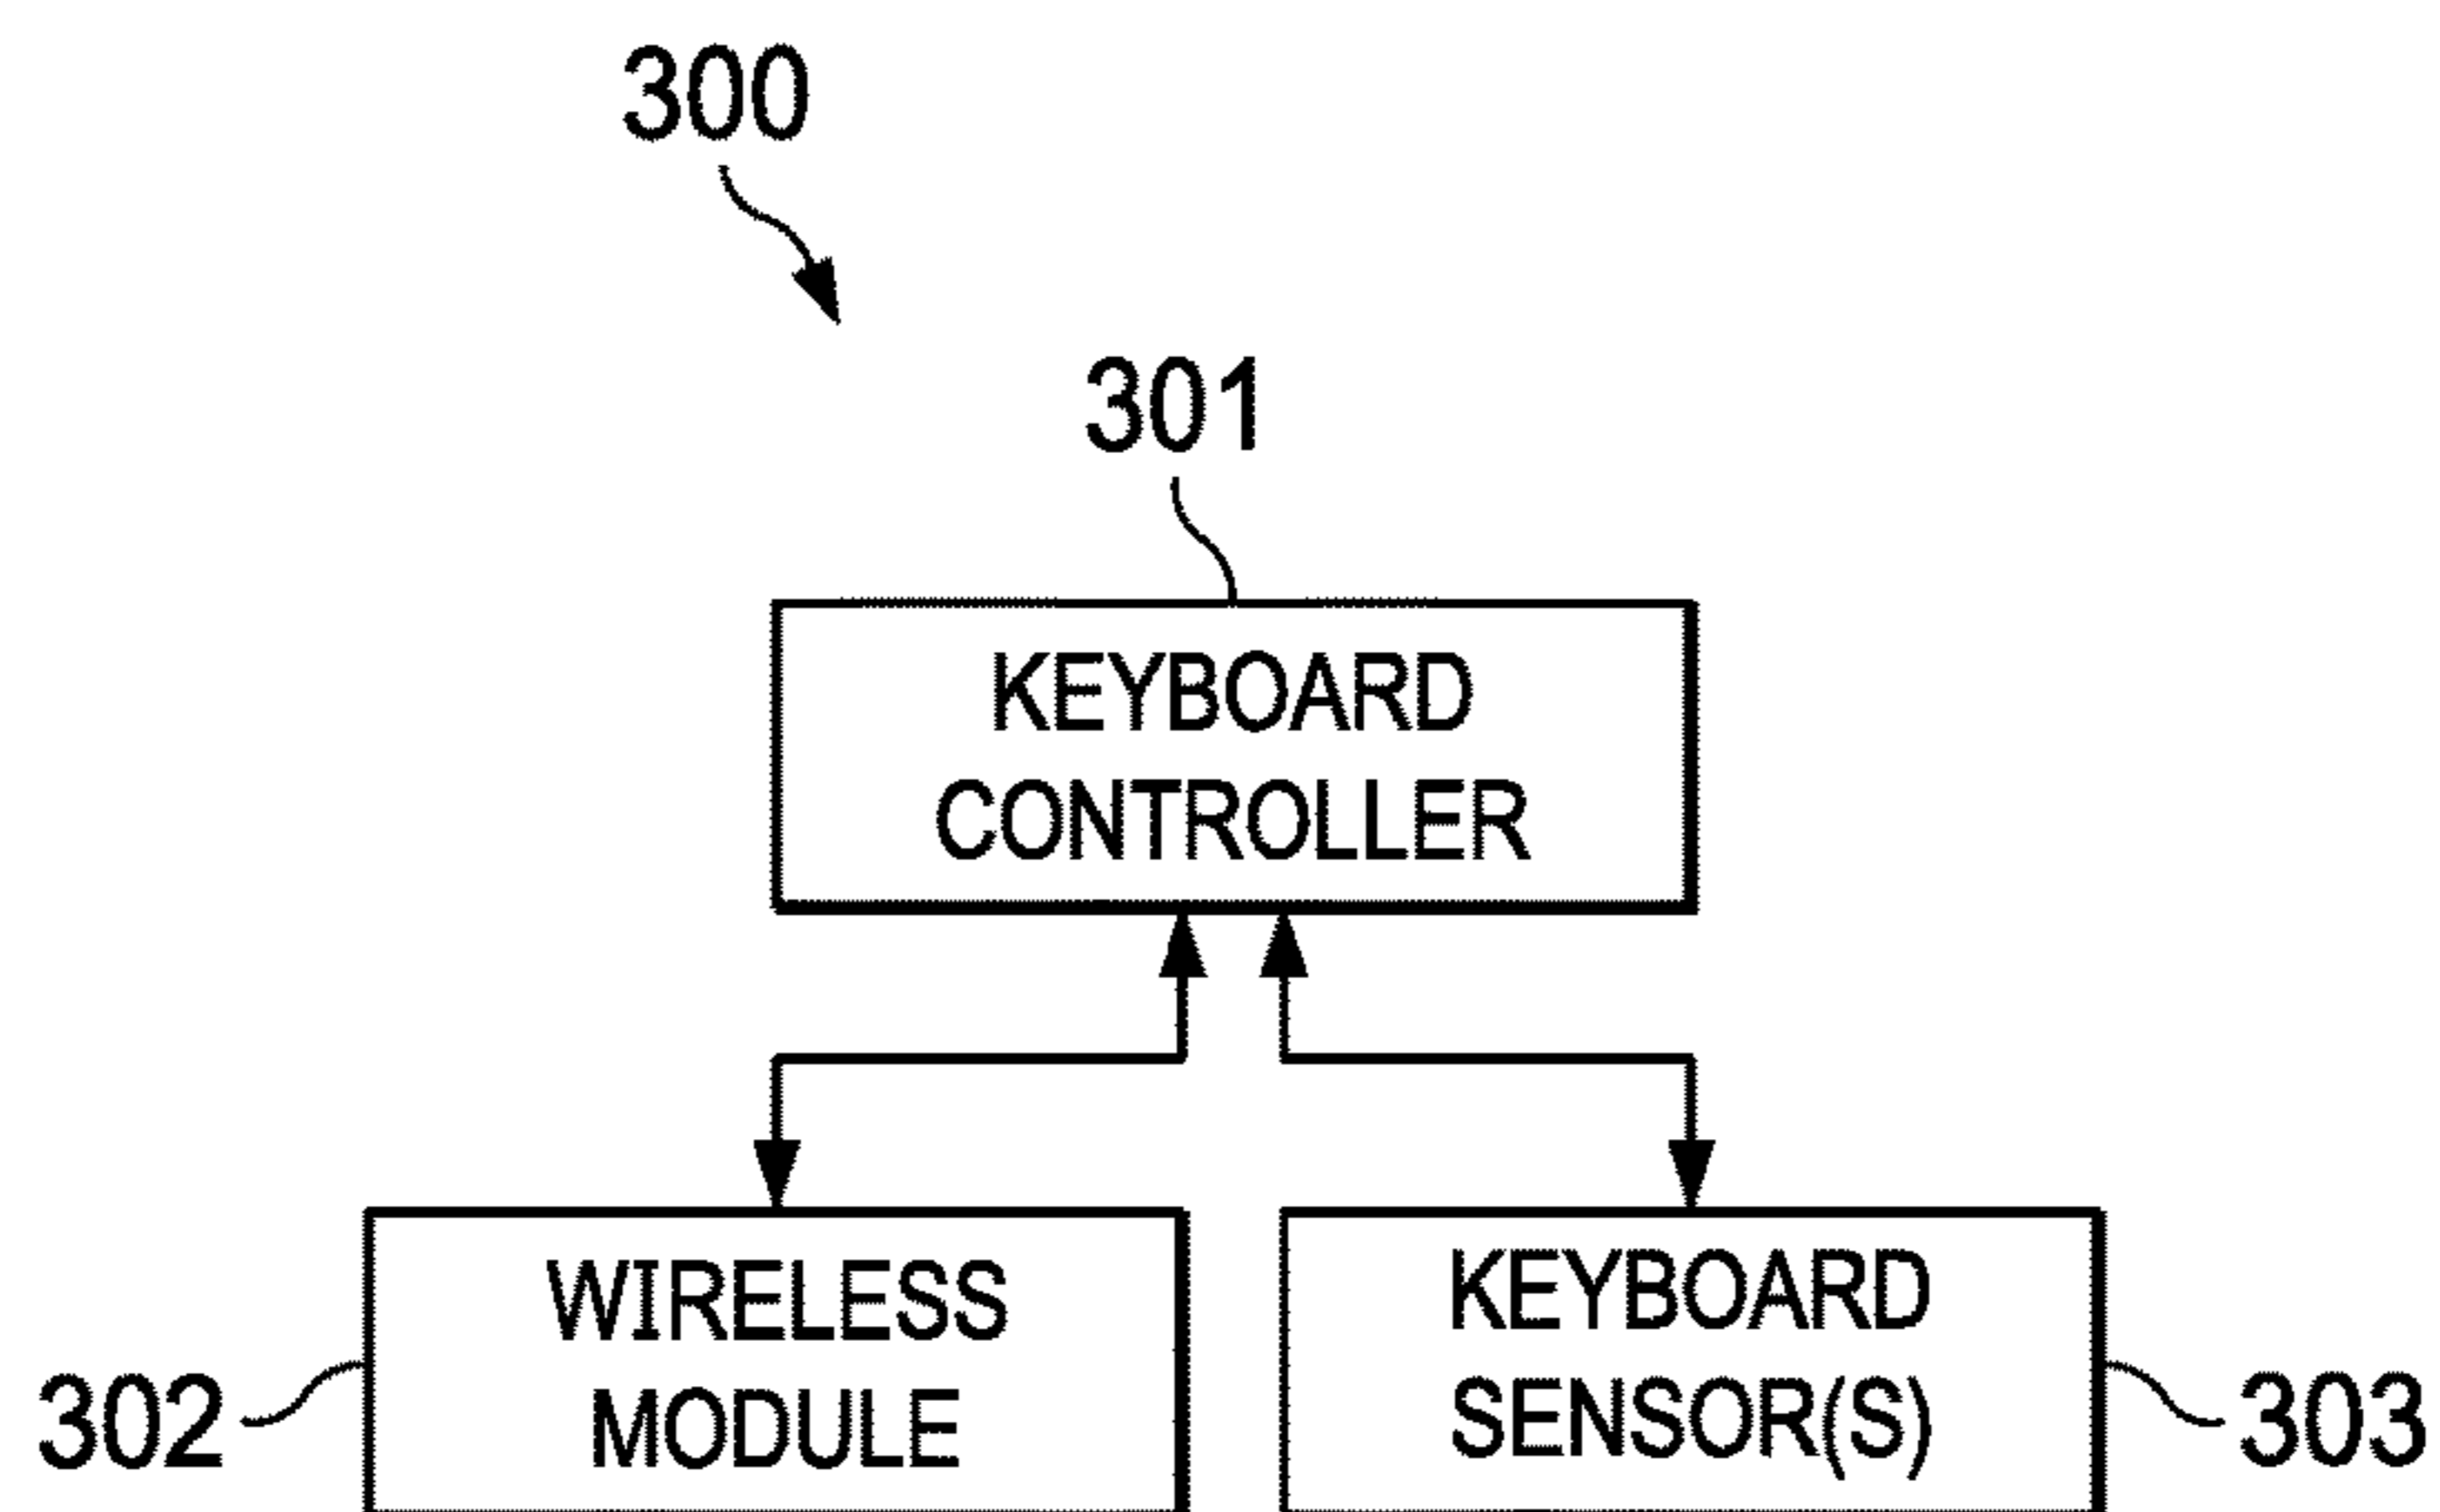 300
301
KEYBOARD
CONTROLLER
WIRELESS
MODULE
302
KEYBOARD
SENSOR(S)
303